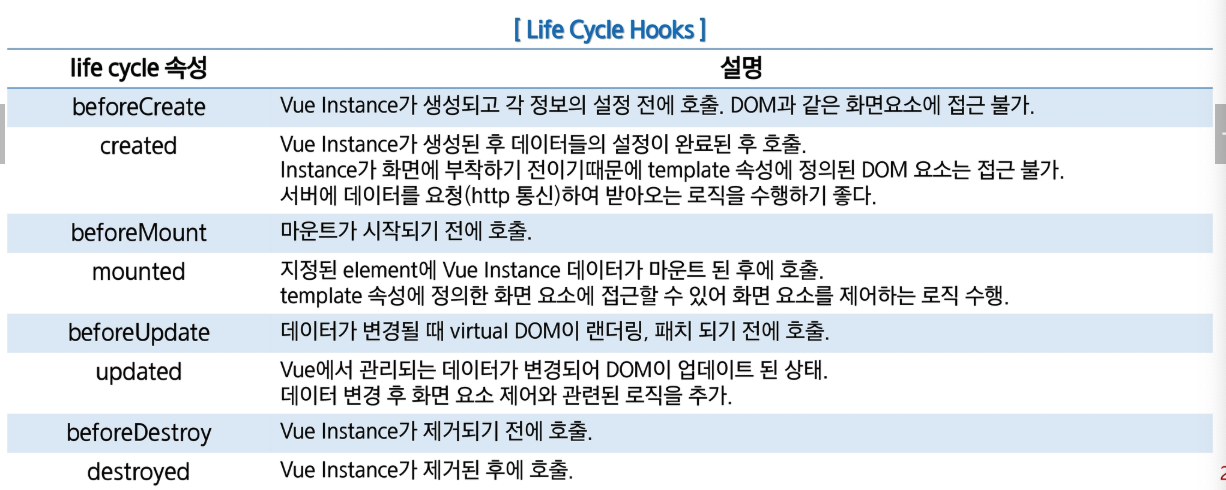 [ Life Cycle Hooks ]
life cycle 속성 설명
beforeCreate Vue Instance가 생성되고 각 정보의 설정 전에 호출. DOM과 같은 화면요소에 접근 불가.
created Vue Instance가 생성된 후 데이터들의 설정이 완료된 후 호출.
Instance가 화면에 부착하기 전이기때문에 template 속성에 정의된 DOM 요소는 접근 불가.
서버에 데이터를 요청(http 통신)하여 받아오는 로직을 수행하기 좋다.
beforeMount 마운트가 시작되기 전에 호출.
mounted 지정된 element에 Vue Instance 데이터가 마운트 된 후에 호출.
template 속성에 정의한 화면 요소에 접근할 수 있어 화면 요소를 제어하는 로직 수행.
beforeUpdate 데이터가 변경될 때 virtual DOM이 랜더링, 패치 되기 전에 호출.
updated Vue에서 관리되는 데이터가 변경되어 DOM이 업데이트 된 상태.
데이터 변경 후 화면 요소 제어와 관련된 로직을 추가.
beforeDestroy Vue Instance가 제거되기 전에 호출.
destroyed Vue Instance가 제거된 후에 호출.